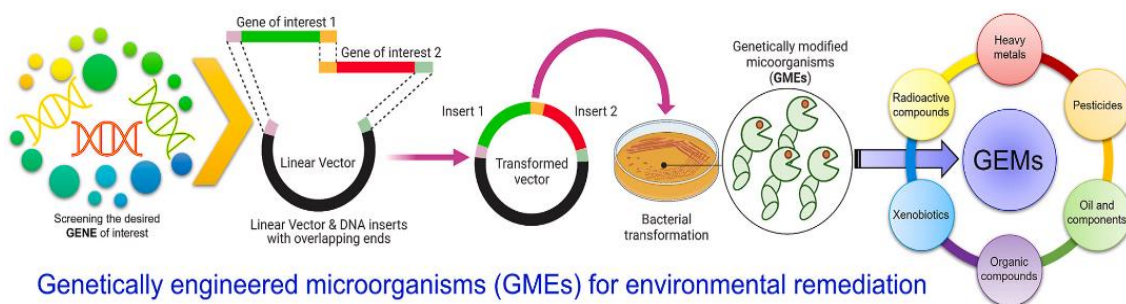 Screening the desired
GENE of interest
Gene of interest 1
Gene of interest 2
Linear Vector
Linear Vector & DNA inserts
with overlapping ends
Insert 1
Insert 2
Transformed
vector
Bacterial
transformation
Genetically modified
micoorganisms
(GMEs)
Heavy
metals
Radioactive
compounds
Pesticides
GEMs
Xenobiotics
Oil and
components
Organic
compounds
Genetically engineered microorganisms (GMEs) for environmental remediation